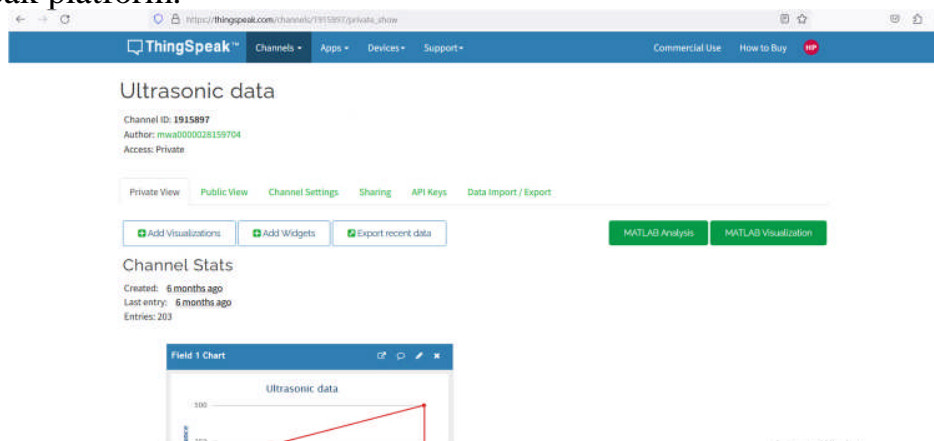 eak platform.
https://thingspeak.com/channels/1915897/private_show
ThingSpeak™ Channels Apps Devices Support Commercial Use How to Buy HP
Ultrasonic data
Channel ID: 1915897
Author: mwa0000028159704
Access: Private
Private View Public View Channel Settings Sharing API Keys Data Import / Export
Add Visualizations Add Widgets Export recent data MATLAB Analysis MATLAB Visualization
Channel Stats
Created: 6 months ago
Last entry: 6 months ago
Entries: 203
Field 1 Chart
Ultrasonic data